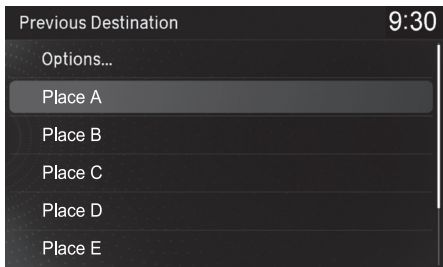 Previous Destination 9:30
Options...
Place A
Place B
Place C
Place D
Place E